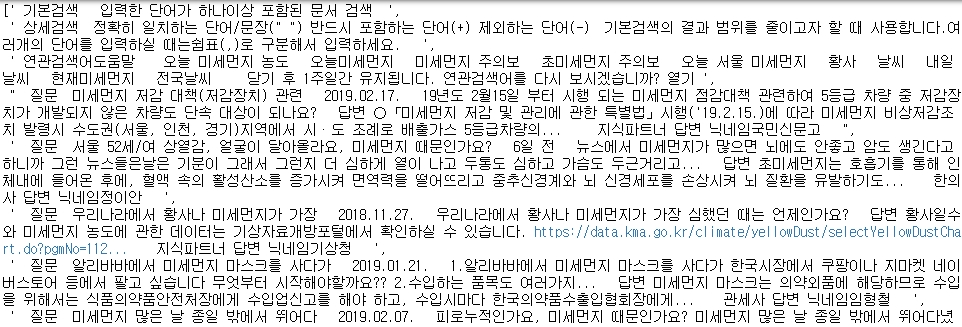 [' 기본검색   입력한 단어가 하나이상 포함된 문서 검색  ',
 ' 상세검색  정확히 일치하는 단어/문장(" ") 반드시 포함하는 단어(+) 제외하는 단어(-)  기본검색의 결과 범위를 줄이고자 할 때 사용합니다.여
러개의 단어를 입력하실 때는쉼표(,)로 구분해서 입력하세요.  ',
 ' 연관검색어도움말    오늘 미세먼지 농도   오늘미세먼지   미세먼지 주의보   초미세먼지 주의보   오늘 서울 미세먼지   황사   날씨   내일
날씨   현재미세먼지   전국날씨    닫기 후 1주일간 유지됩니다. 연관검색어를 다시 보시겠습니까? 열기 ',
 "  질문  미세먼지 저감 대책(저감장치) 관련   2019.02.17.  19년도 2월15일 부터 시행 되는 미세먼지 점감대책 관련하여 5등급 차량 중 저감장
치가 개발되지 않은 차량도 단속 대상이 되나요?  답변 ○ 「미세먼지 저감 및 관리에 관한 특별법」 시행('19.2.15.)에 따라 미세먼지 비상저감조
치 발령시 수도권(서울, 인천, 경기)지역에서 시·도 조례로 배출가스 5등급차량의...    지식파트너 답변 닉네임국민신문고   ",
 '  질문  서울 52세/여 상열감, 얼굴이 달아올라요, 미세먼지 때문인가요?   6일 전   뉴스에서 미세먼지가 많으면 뇌에도 안좋고 암도 생긴다고
하니까 그런 뉴스들은날은 기분이 그래서 그런지 더 심하게 열이 나고 두통도 심하고 가슴도 두근거리고...  답변 초미세먼지는 호흡기를 통해 인
체내에 들어온 후에, 혈액 속의 활성산소를 증가시켜 면역력을 떨어뜨리고 중추신경계와 뇌 신경세포를 손상시켜 뇌 질환을 유발하기도...   한의
사 답변 닉네임정이안   ',
 '  질문  우리나라에서 황사나 미세먼지가 가장   2018.11.27.  우리나라에서 황사나 미세먼지가 가장 심했던 때는 언제인가요?  답변 황사일수
와 미세먼지 농도에 관한 데이터는 기상자료개방포털에서 확인하실 수 있습니다. https://data.kma.go.kr/climate/yellowDust/selectYellowDustCha
rt.do?pgmNo=112...    지식파트너 답변 닉네임기상청   ',
 '  질문  알리바바에서 미세먼지 마스크를 사다가   2019.01.21.  1.알리바바에서 미세먼지 마스크를 사다가 한국시장에서 쿠팡이나 지마켓 네이
버스토어 등에서 팔고 싶습니다 무엇부터 시작해야할까요?? 2.수입하는 품목도 여러가지...  답변 미세먼지 마스크는 의약외품에 해당하므로 수입
을 위해서는 식품의약품안전처장에게 수입업신고를 해야 하고, 수입시마다 한국의약품수출입협회장에게...   관세사 답변 닉네임임형철   ',
 '  질문  미세먼지 많은 날 종일 밖에서 뛰어다   2019.02.07.  피로누적인가요, 미세먼지 때문인가요? 미세먼지 많은 날 종일 밖에서 뛰어다녔